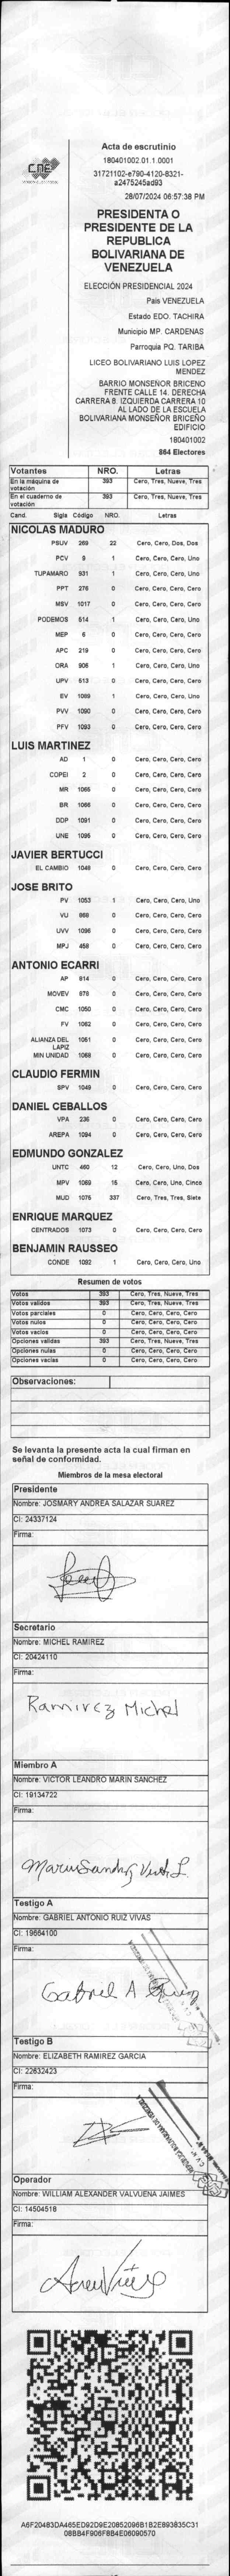 CNE
Acta de escrutinio
180401002.01.1.0001
31721102-e790-4120-8321-
a2475245ad93
28/07/2024 06:57:38 PM
PRESIDENTA O
PRESIDENTE DE LA
REPUBLICA
BOLIVARIANA DE
VENEZUELA
ELECCIÓN PRESIDENCIAL 2024
País VENEZUELA
Estado EDO. TACHIRA
Municipio MP. CARDENAS
Parroquia PQ. TARIBA
LICEO BOLIVARIANO LUIS LOPEZ
MENDEZ
BARRIO MONSEÑOR BRICENO
FRENTE CALLE 14. DERECHA
CARRERA 8. IZQUIERDA CARRERA 10
AL LADO DE LA ESCUELA
BOLIVARIANA MONSEÑOR BRICEÑO
EDIFICIO
180401002
864 Electores
Votantes NRO. Letras
En la máquina de votación 393 Cero, Tres, Nueve, Tres
En el cuaderno de votación 393 Cero, Tres, Nueve, Tres
Cand. Sigla Código NRO. Letras
NICOLAS MADURO
PSUV 269 22 Cero, Cero, Dos, Dos
PCV 9 1 Cero, Cero, Cero, Uno
TUPAMARO 931 1 Cero, Cero, Cero, Uno
PPT 276 0 Cero, Cero, Cero, Cero
MSV 1017 0 Cero, Cero, Cero, Cero
PODEMOS 514 1 Cero, Cero, Cero, Uno
MEP 6 0 Cero, Cero, Cero, Cero
APC 219 0 Cero, Cero, Cero, Cero
ORA 906 1 Cero, Cero, Cero, Uno
UPV 613 0 Cero, Cero, Cero, Cero
EV 1089 1 Cero, Cero, Cero, Uno
PVV 1090 0 Cero, Cero, Cero, Cero
PFV 1093 0 Cero, Cero, Cero, Cero
LUIS MARTINEZ
AD 1 0 Cero, Cero, Cero, Cero
COPEI 2 0 Cero, Cero, Cero, Cero
MR 1065 0 Cero, Cero, Cero, Cero
BR 1066 0 Cero, Cero, Cero, Cero
DDP 1091 0 Cero, Cero, Cero, Cero
UNE 1095 0 Cero, Cero, Cero, Cero
JAVIER BERTUCCI
EL CAMBIO 1048 0 Cero, Cero, Cero, Cero
JOSE BRITO
PV 1053 1 Cero, Cero, Cero, Uno
VU 868 0 Cero, Cero, Cero, Cero
UVV 1096 0 Cero, Cero, Cero, Cero
MPJ 458 0 Cero, Cero, Cero, Cero
ANTONIO ECARRI
AP 814 0 Cero, Cero, Cero, Cero
MOVEV 878 0 Cero, Cero, Cero, Cero
CMC 1050 0 Cero, Cero, Cero, Cero
FV 1062 0 Cero, Cero, Cero, Cero
ALIANZA DEL LAPIZ 1061 0 Cero, Cero, Cero, Cero
MIN UNIDAD 1068 0 Cero, Cero, Cero, Cero
CLAUDIO FERMIN
SPV 1049 0 Cero, Cero, Cero, Cero
DANIEL CEBALLOS
VPA 236 0 Cero, Cero, Cero, Cero
AREPA 1094 0 Cero, Cero, Cero, Cero
EDMUNDO GONZALEZ
UNTC 460 12 Cero, Cero, Uno, Dos
MPV 1069 15 Cero, Cero, Uno, Cinco
MUD 1075 337 Cero, Tres, Tres, Siete
ENRIQUE MARQUEZ
CENTRADOS 1073 0 Cero, Cero, Cero, Cero
BENJAMIN RAUSSEO
CONDE 1092 1 Cero, Cero, Cero, Uno
Resumen de votos
Votos 393 Cero, Tres, Nueve, Tres
Votos validos 393 Cero, Tres, Nueve, Tres
Votos parciales 0 Cero, Cero, Cero, Cero
Votos nulos 0 Cero, Cero, Cero, Cero
Votos vacios 0 Cero, Cero, Cero, Cero
Opciones validas 393 Cero, Tres, Nueve, Tres
Opciones nulas 0 Cero, Cero, Cero, Cero
Opciones vacias 0 Cero, Cero, Cero, Cero
Observaciones:
Se levanta la presente acta la cual firman en
señal de conformidad.
Miembros de la mesa electoral
Presidente
Nombre: JOSMARY ANDREA SALAZAR SUAREZ
CI: 24337124
Firma:
Secretario
Nombre: MICHEL RAMIREZ
CI: 20424110
Firma:
Ramirez Michel
Miembro A
Nombre: VICTOR LEANDRO MARIN SANCHEZ
CI: 19134722
Firma:
Testigo A
Nombre: GABRIEL ANTONIO RUIZ VIVAS
CI: 19664100
Firma:
Gabriel A Ruiz
Testigo B
Nombre: ELIZABETH RAMIREZ GARCIA
CI: 22632423
Firma:
Operador
Nombre: WILLIAM ALEXANDER VALVUENA JAIMES
CI: 14504518
Firma:
A6F20483DA465ED92D9E20852096B1B2E893835C31
08BB4F906F8B4E06090570